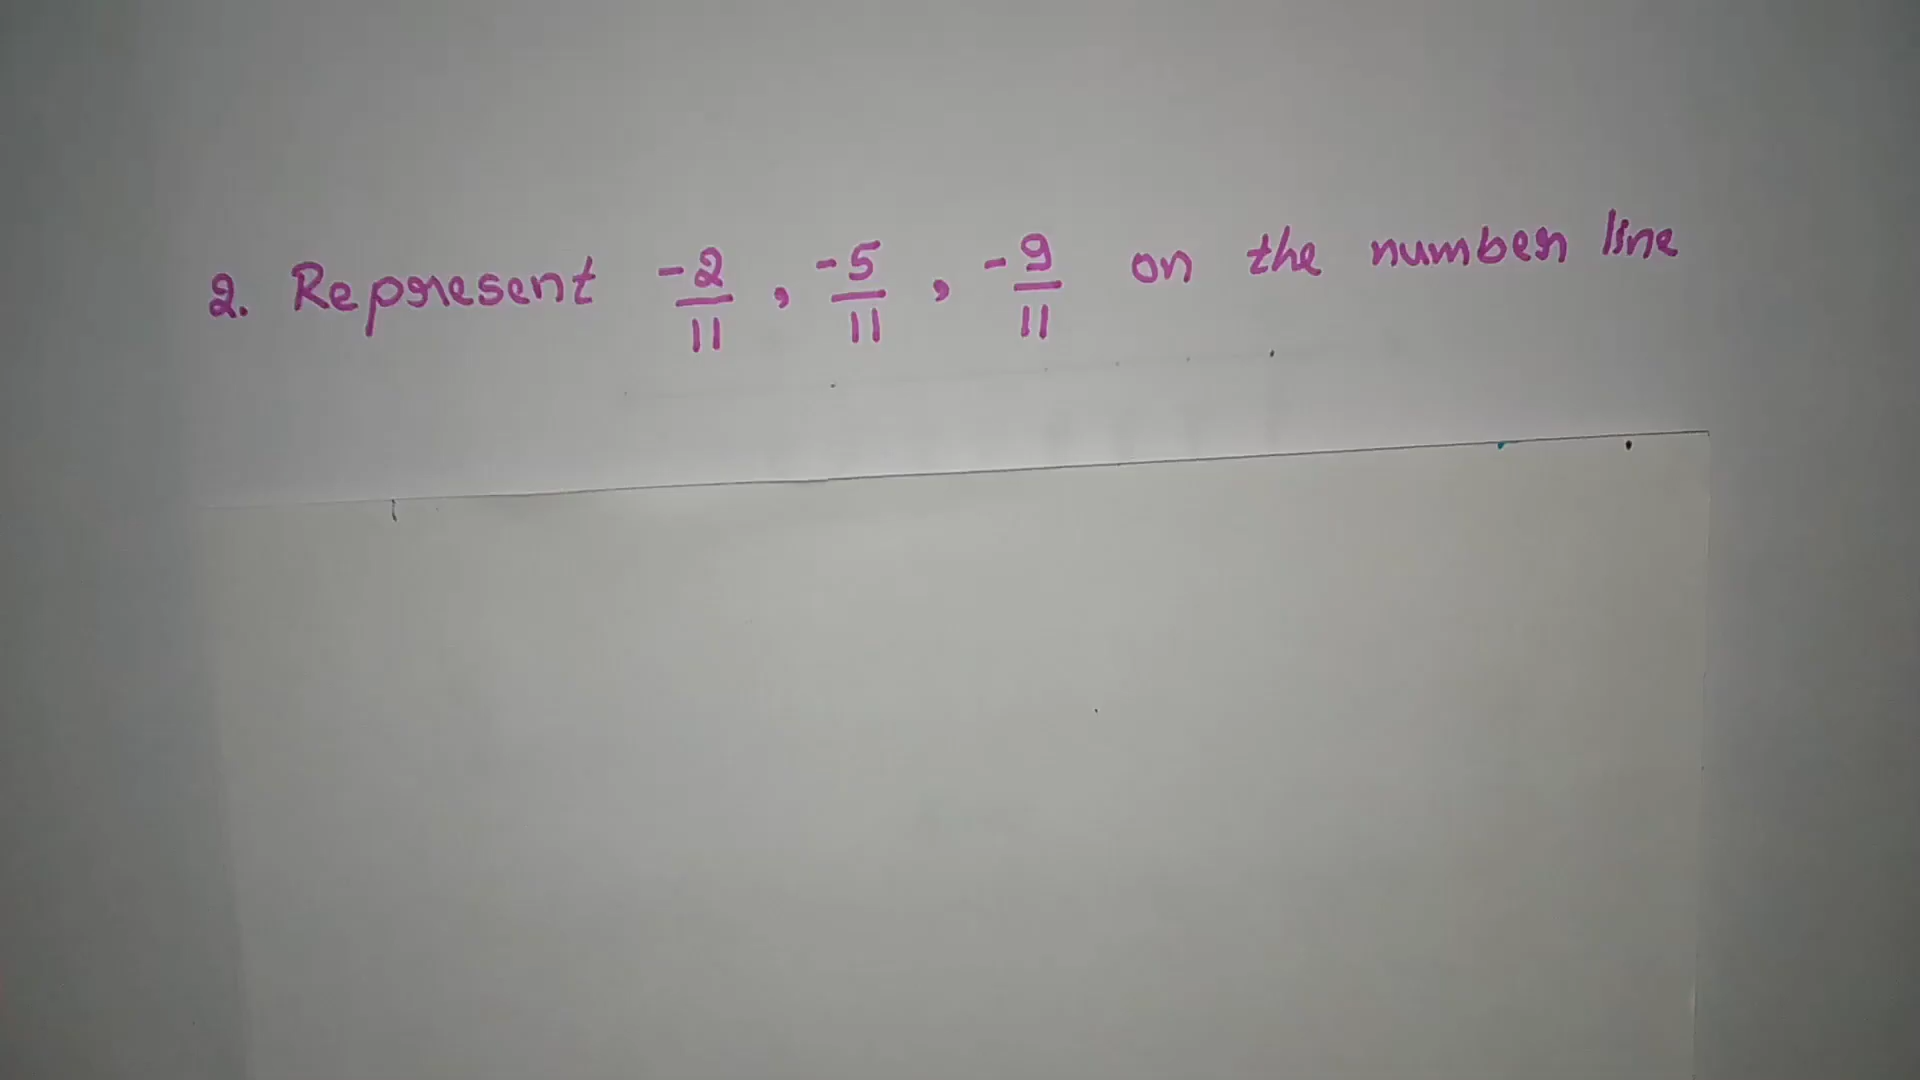 2. Represent -2/11, -5/11, -9/11 on the number line